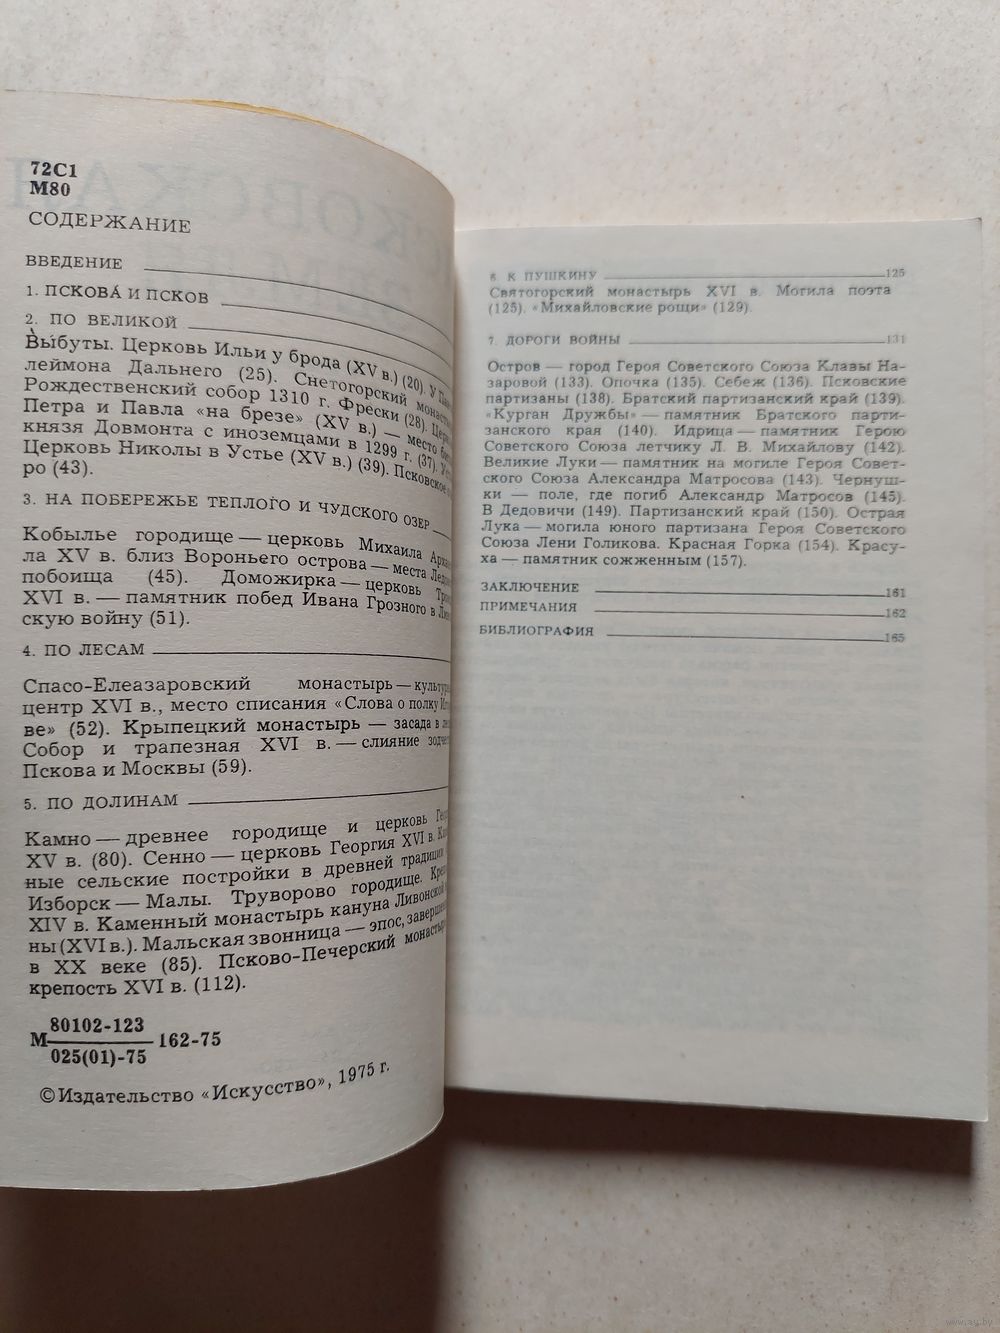 72С1
М80
СОДЕРЖАНИЕ
ВВЕДЕНИЕ
1. ПСКОВА И ПСКОВ
2. ПО ВЕЛИКОЙ
Выбуты. Церковь Ильи у брода (XV в.) (20). У
леймона Дальнего (25). Снетогорский
Рождественский собор 1310 г. Фрески (28).
Петра и Павла «на брезе» (XV в.) — место
князя Довмонта с иноземцами в 1299 г. (37).
Церковь Николы в Устье (XV в.) (39). Псковское
ро (43).
3. НА ПОБЕРЕЖЬЕ ТЕПЛОГО И ЧУДСКОГО ОЗЕР
Кобылье городище — церковь Михаила
ла XV в. близ Вороньего острова — места
побоища (45). Доможирка — церковь
XVI в. — памятник побед Ивана Грозного в
скую войну (51).
4. ПО ЛЕСАМ
Спасо-Елеазаровский монастырь —
центр XVI в., место списания «Слова о полку
ве» (52). Крыпецкий монастырь — засада в
Собор и трапезная XVI в. — слияние
Пскова и Москвы (59).
5. ПО ДОЛИНАМ
Камно — древнее городище и церковь
XV в. (80). Сенно — церковь Георгия XVI в.
ные сельские постройки в древней традиции
Изборск — Малы. Труворово городище.
XIV в. Каменный монастырь кануна Ливонской
ны (XVI в.). Мальская звонница — эпос,
в XX веке (85). Псково-Печерский
крепость XVI в. (112).
80102-123
М 162-75
025(01)-75
© Издательство «Искусство», 1975 г.
6. К ПУШКИНУ 125
Святогорский монастырь XVI в. Могила поэта
(125). «Михайловские рощи» (129).
7. ДОРОГИ ВОЙНЫ 131
Остров — город Героя Советского Союза Клавы На-
заровой (133). Опочка (135). Себеж (136). Псковские
партизаны (138). Братский партизанский край (139).
«Курган Дружбы» — памятник Братского парти-
занского края (140). Идрица — памятник Герою
Советского Союза летчику Л. В. Михайлову (142).
Великие Луки — памятник на могиле Героя Совет-
ского Союза Александра Матросова (143). Чернуш-
ки — поле, где погиб Александр Матросов (145).
В Дедовичи (149). Партизанский край (150). Острая
Лука — могила юного партизана Героя Советского
Союза Лени Голикова. Красная Горка (154). Красу-
ха — памятник сожженным (157).
ЗАКЛЮЧЕНИЕ 161
ПРИМЕЧАНИЯ 162
БИБЛИОГРАФИЯ 165
www.ay.by